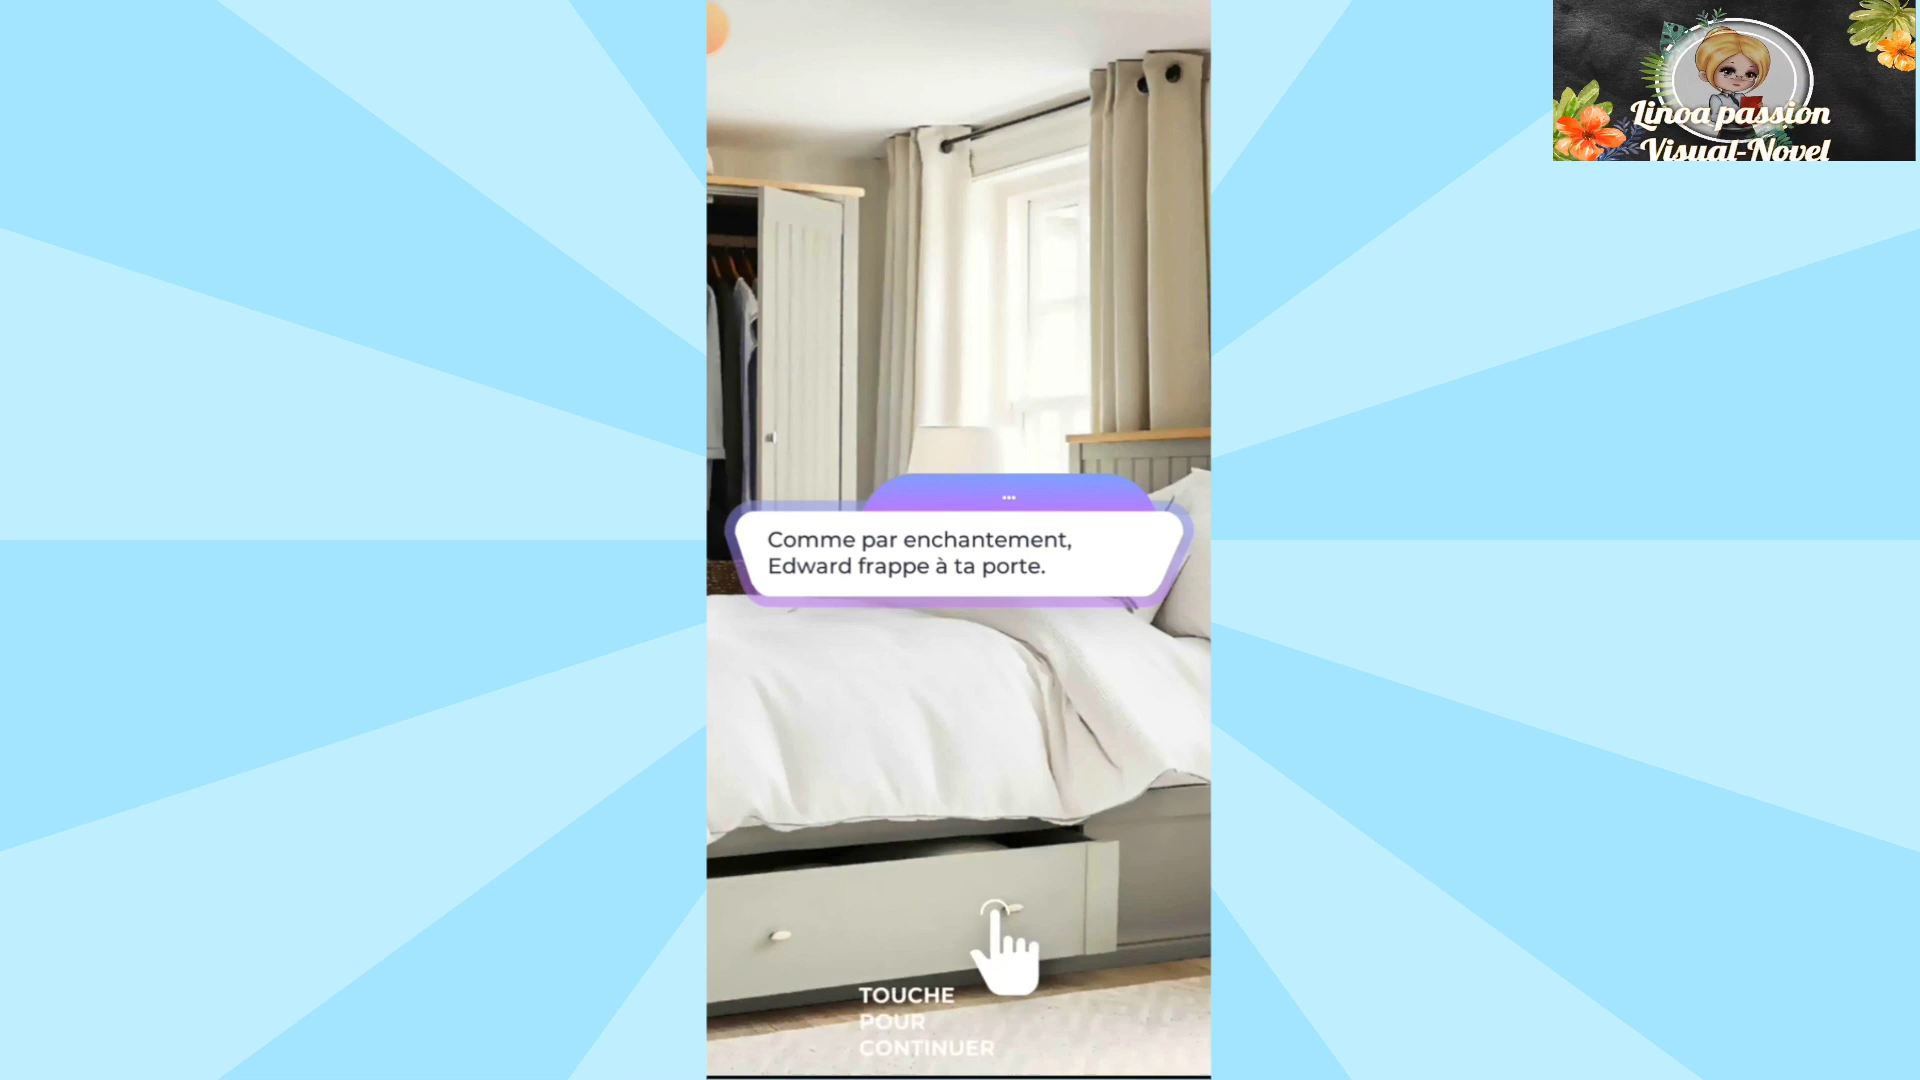 Linoa passion
Visual-Novel
...
Comme par enchantement,
Edward frappe à ta porte.
TOUCHE
POUR
CONTINUER